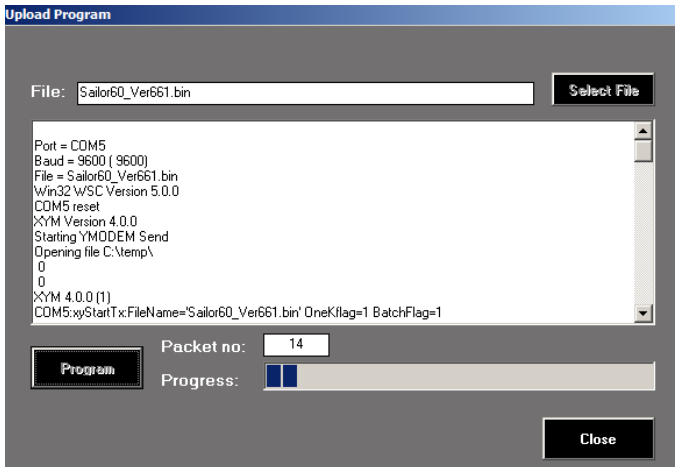 Upload Program
File: Sailor60_Ver661.bin Select File
Port = COM5
Baud = 9600 ( 9600)
File = Sailor60_Ver661.bin
Win32 WSC Version 5.0.0
COM5 reset
XYM Version 4.0.0
Starting YMODEM Send
Opening file C:\temp\
0
0
XYM 4.0.0 (1)
COM5:xyStartTx:FileName='Sailor60_Ver661.bin' OneKflag=1 BatchFlag=1
Packet no: 14
Program
Progress:
Close